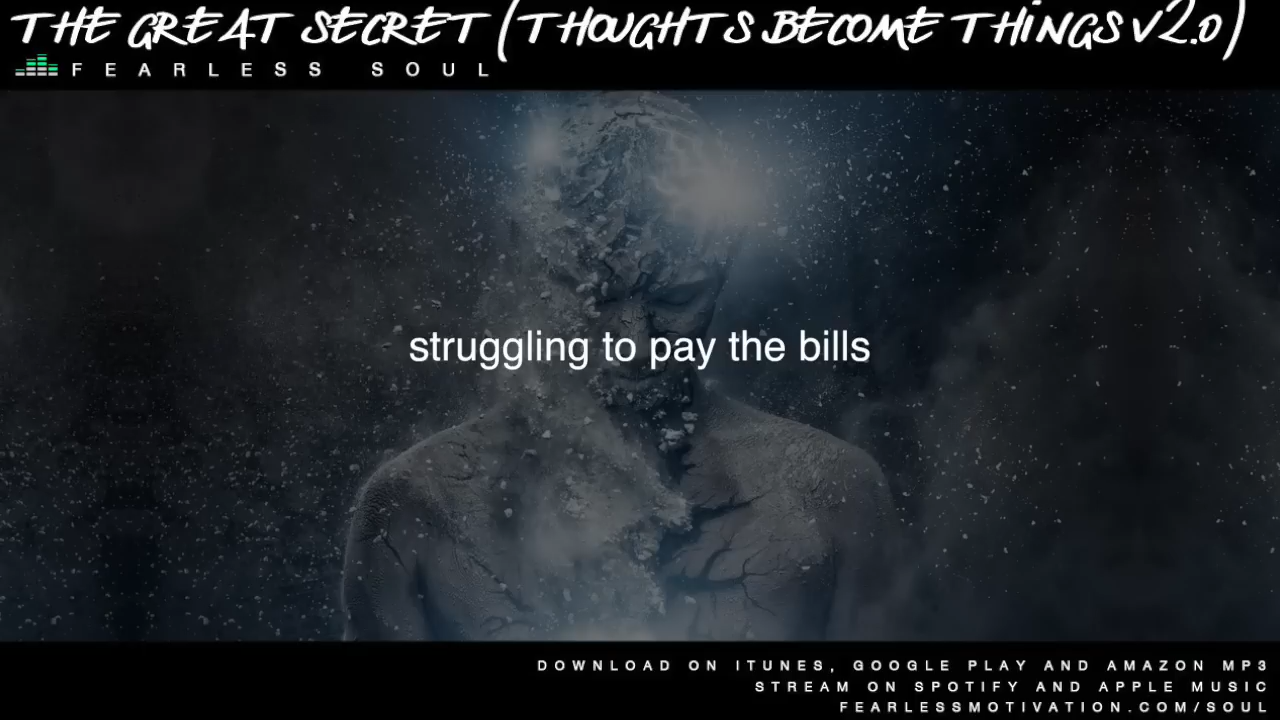 THE GREAT SECRET (THOUGHTS BECOME THINGS V2.0)
FEARLESS SOUL
struggling to pay the bills
DOWNLOAD ON ITUNES, GOOGLE PLAY AND AMAZON MP3
STREAM ON SPOTIFY AND APPLE MUSIC
FEARLESSMOTIVATION.COM/SOUL